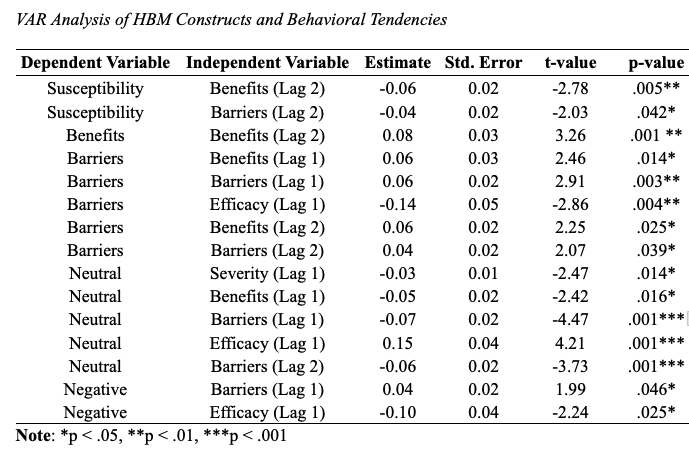 VAR Analysis of HBM Constructs and Behavioral Tendencies
Dependent Variable Independent Variable Estimate Std. Error t-value p-value
Susceptibility Benefits (Lag 2) -0.06 0.02 -2.78 .005**
Susceptibility Barriers (Lag 2) -0.04 0.02 -2.03 .042*
Benefits Benefits (Lag 2) 0.08 0.03 3.26 .001 **
Barriers Benefits (Lag 1) 0.06 0.03 2.46 .014*
Barriers Barriers (Lag 1) 0.06 0.02 2.91 .003**
Barriers Efficacy (Lag 1) -0.14 0.05 -2.86 .004**
Barriers Benefits (Lag 2) 0.06 0.02 2.25 .025*
Barriers Barriers (Lag 2) 0.04 0.02 2.07 .039*
Neutral Severity (Lag 1) -0.03 0.01 -2.47 .014*
Neutral Benefits (Lag 1) -0.05 0.02 -2.42 .016*
Neutral Barriers (Lag 1) -0.07 0.02 -4.47 .001***
Neutral Efficacy (Lag 1) 0.15 0.04 4.21 .001***
Neutral Barriers (Lag 2) -0.06 0.02 -3.73 .001***
Negative Barriers (Lag 1) 0.04 0.02 1.99 .046*
Negative Efficacy (Lag 1) -0.10 0.04 -2.24 .025*
Note: *p < .05, **p < .01, ***p < .001